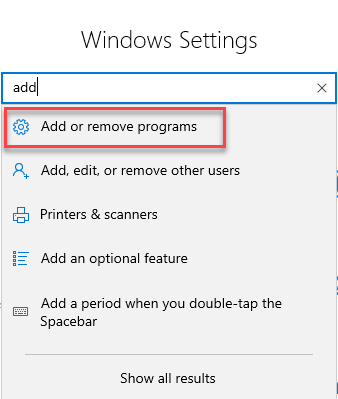 Windows Settings
add
Add or remove programs
Add, edit, or remove other users
Printers & scanners
Add an optional feature
Add a period when you double-tap the
Spacebar
Show all results